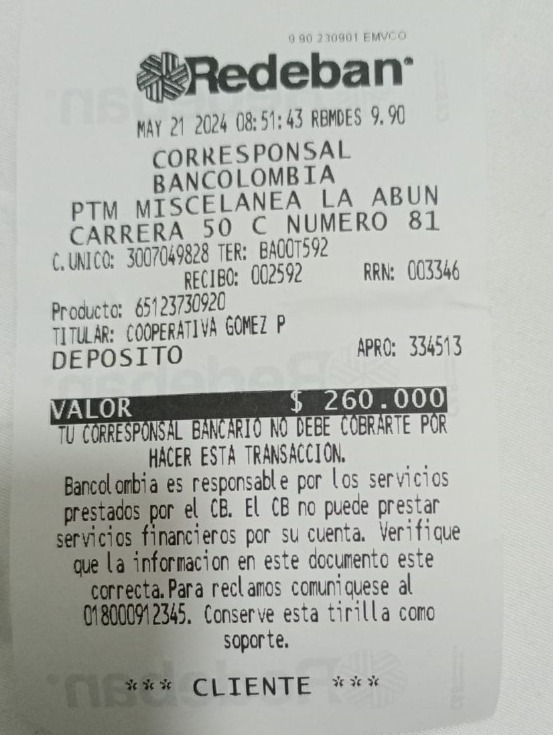 9.90 230901 EMVCO
Redeban
MAY 21 2024 08:51:43 RBMDES 9.90
CORRESPONSAL
BANCOLOMBIA
PTM MISCELANEA LA ABUN
CARRERA 50 C NUMERO 81
C.UNICO: 3007049828 TER: BA00T592
RECIBO: 002592 RRN: 003346
Producto: 65123730920
TITULAR: COOPERATIVA GOMEZ P
DEPOSITO APRO: 334513
VALOR $ 260.000
TU CORRESPONSAL BANCARIO NO DEBE COBRARTE POR
HACER ESTA TRANSACCION.
Bancolombia es responsable por los servicios
prestados por el CB. El CB no puede prestar
servicios financieros por su cuenta. Verifique
que la informacion en este documento este
correcta.Para reclamos comuniquese al
018000912345. Conserve esta tirilla como
soporte.
*** CLIENTE ***